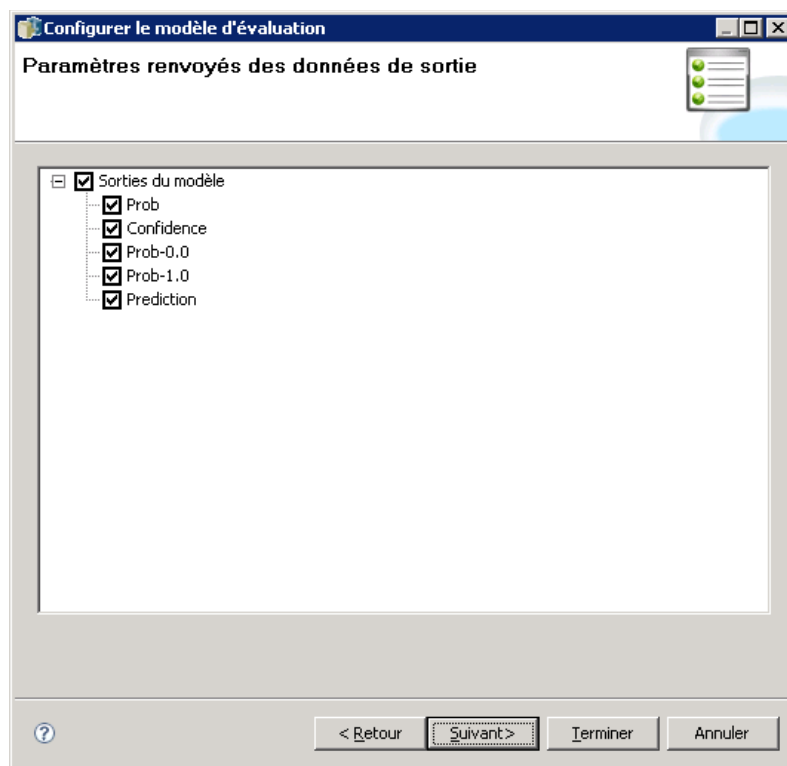 Configurer le modèle d'évaluation
Paramètres renvoyés des données de sortie
Sorties du modèle
Prob
Confidence
Prob-0.0
Prob-1.0
Prediction
?
< Retour
Suivant>
Terminer
Annuler